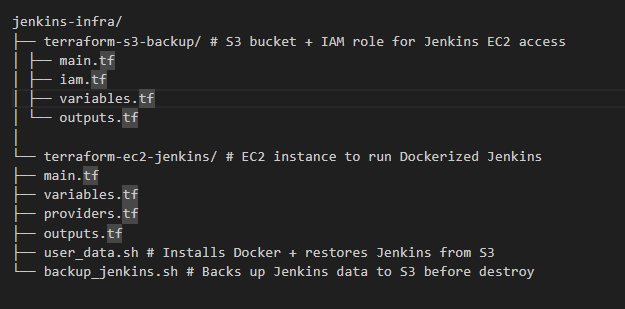 jenkins-infra/
├── terraform-s3-backup/ # S3 bucket + IAM role for Jenkins EC2 access
│ ├── main.tf
│ ├── iam.tf
│ ├── variables.tf
│ └── outputs.tf
│
└── terraform-ec2-jenkins/ # EC2 instance to run Dockerized Jenkins
├── main.tf
├── variables.tf
├── providers.tf
├── outputs.tf
├── user_data.sh # Installs Docker + restores Jenkins from S3
└── backup_jenkins.sh # Backs up Jenkins data to S3 before destroy